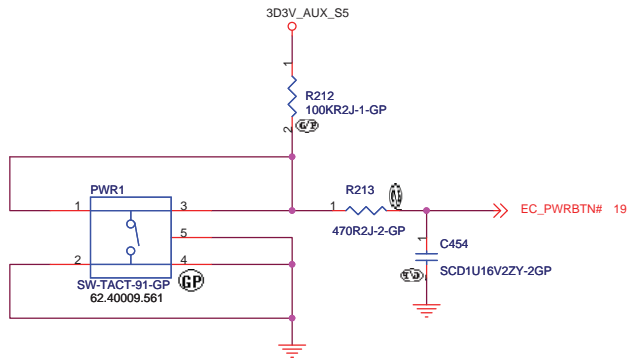 3D3V_AUX_S5
1
R212
100KR2J-1-GP
2
G/P
PWR1
R213
1
3
1
EC_PWRBTN# 19
5
470R2J-2-GP
1
C454
2
4
SCD1U16V2ZY-2GP
SW-TACT-91-GP
GP
62.40009.561